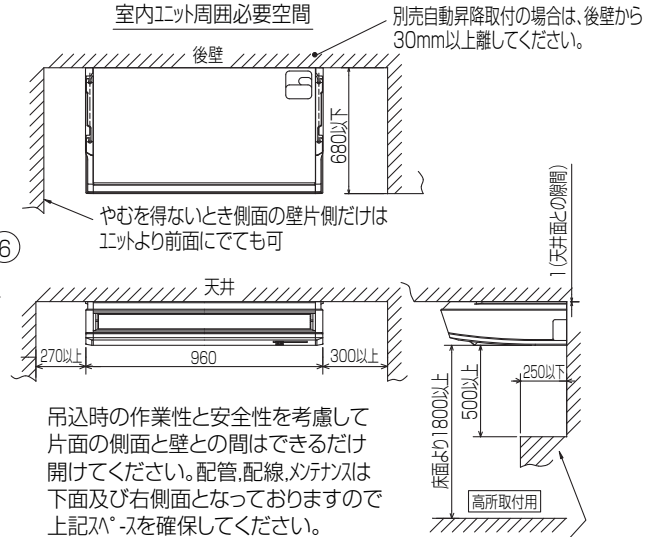 室内ユニット周囲必要空間
別売自動昇降取付の場合は、後壁から
30mm以上離してください。
後壁
680以下
やむを得ないとき側面の壁片側だけは
ユニットより前面にでても可
6
1(天井面との隙間)
天井
270以上
960
300以上
床面より1800以上
500以上
250以下
高所取付用
吊込時の作業性と安全性を考慮して
片面の側面と壁との間はできるだけ
開けてください。配管,配線,メンテナンスは
下面及び右側面となっておりますので
上記スペースを確保してください。